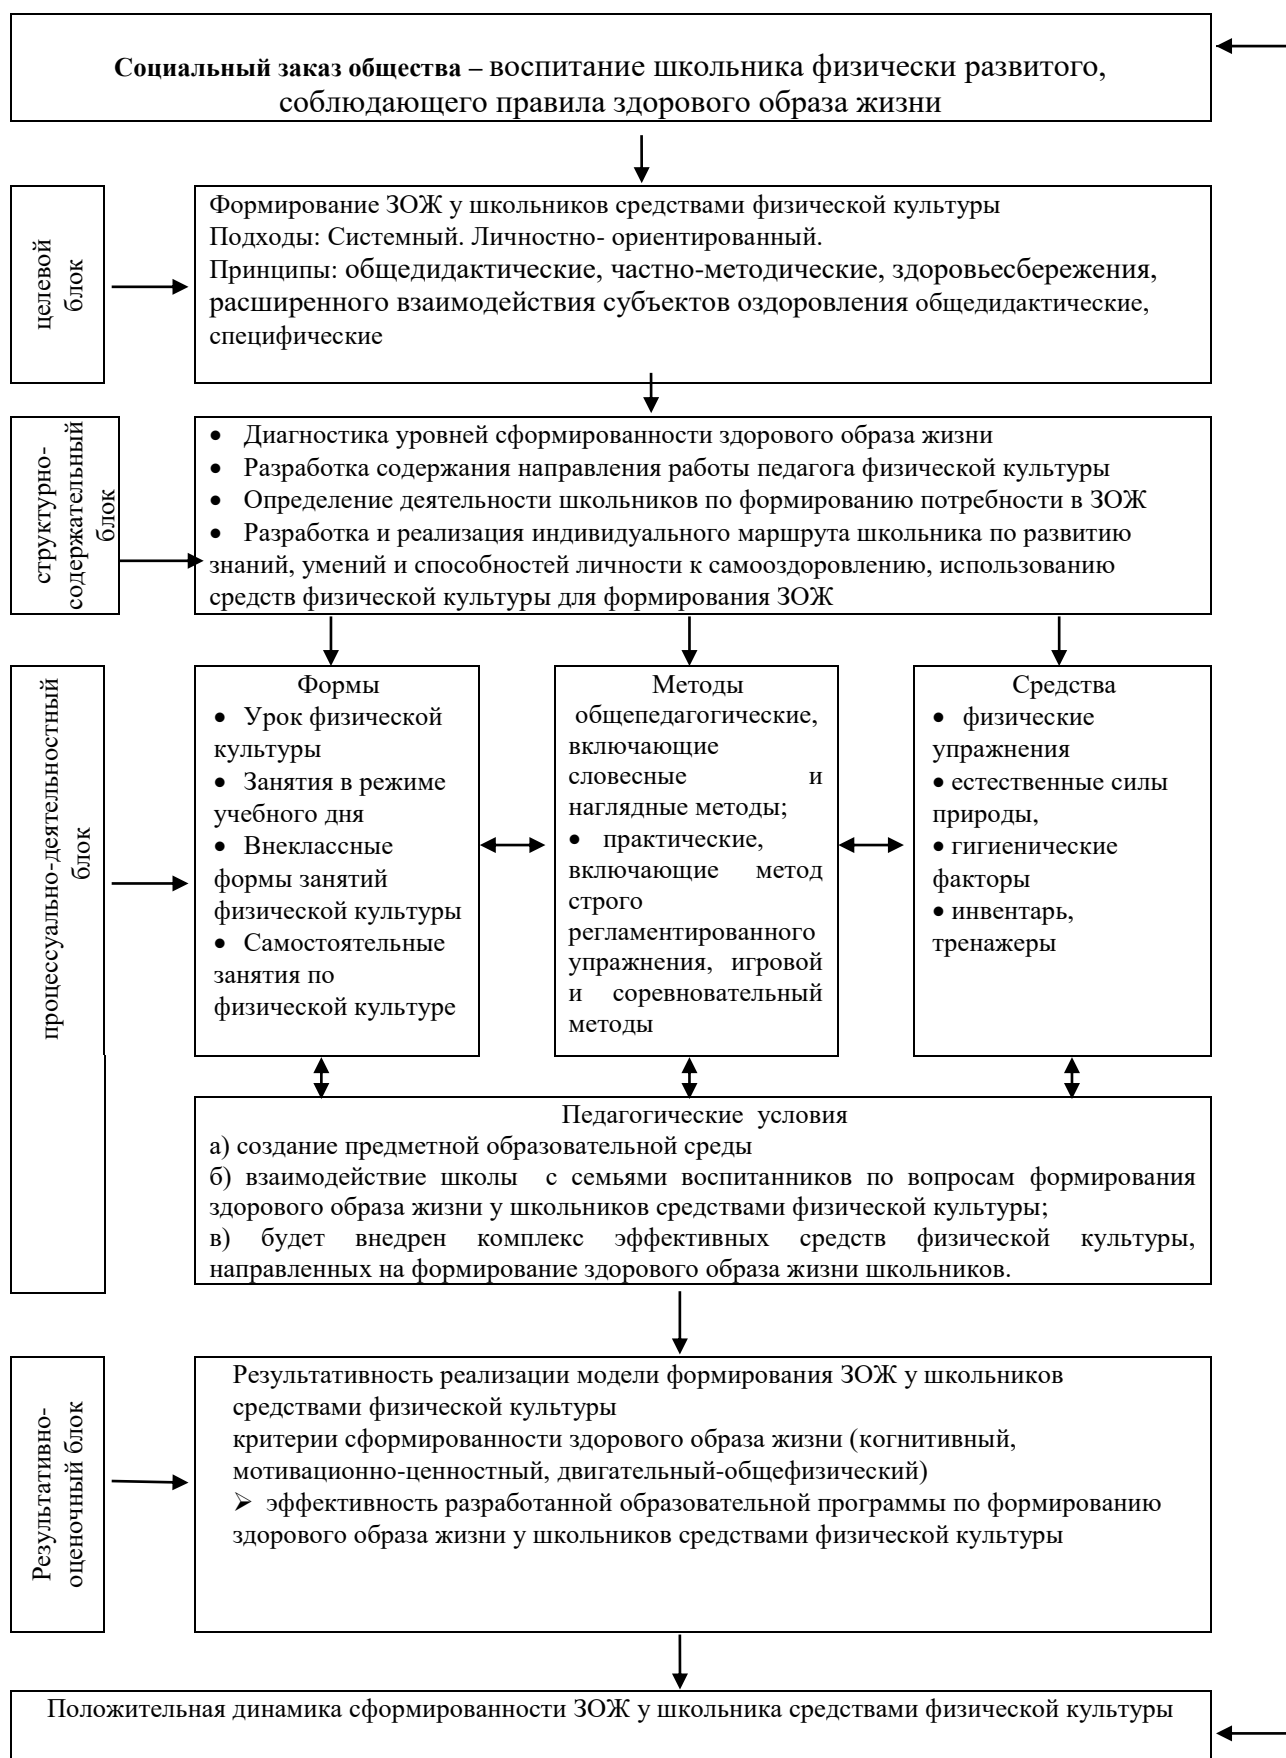 Социальный заказ общества – воспитание школьника физически развитого,
соблюдающего правила здорового образа жизни
целевой
блок
Формирование ЗОЖ у школьников средствами физической культуры
Подходы: Системный. Личностно- ориентированный.
Принципы: общедидактические, частно-методические, здоровьесбережения,
расширенного взаимодействия субъектов оздоровления общедидактические,
специфические
структурно-
содержательный
блок
• Диагностика уровней сформированности здорового образа жизни
• Разработка содержания направления работы педагога физической культуры
• Определение деятельности школьников по формированию потребности в ЗОЖ
• Разработка и реализация индивидуального маршрута школьника по развитию
знаний, умений и способностей личности к самооздоровлению, использованию
средств физической культуры для формирования ЗОЖ
процессуально-деятельностный
блок
Формы
• Урок физической
культуры
• Занятия в режиме
учебного дня
• Внеклассные
формы занятий
физической культуры
• Самостоятельные
занятия по
физической культуре
Методы
общепедагогические,
включающие
словесные и
наглядные методы;
• практические,
включающие метод
строго
регламентированного
упражнения, игровой
и соревновательный
методы
Средства
• физические
упражнения
• естественные силы
природы,
• гигиенические
факторы
• инвентарь,
тренажеры
Педагогические условия
а) создание предметной образовательной среды
б) взаимодействие школы с семьями воспитанников по вопросам формирования
здорового образа жизни у школьников средствами физической культуры;
в) будет внедрен комплекс эффективных средств физической культуры,
направленных на формирование здорового образа жизни школьников.
Результативно-
оценочный блок
Результативность реализации модели формирования ЗОЖ у школьников
средствами физической культуры
критерии сформированности здорового образа жизни (когнитивный,
мотивационно-ценностный, двигательный-общефизический)
➢ эффективность разработанной образовательной программы по формированию
здорового образа жизни у школьников средствами физической культуры
Положительная динамика сформированности ЗОЖ у школьника средствами физической культуры